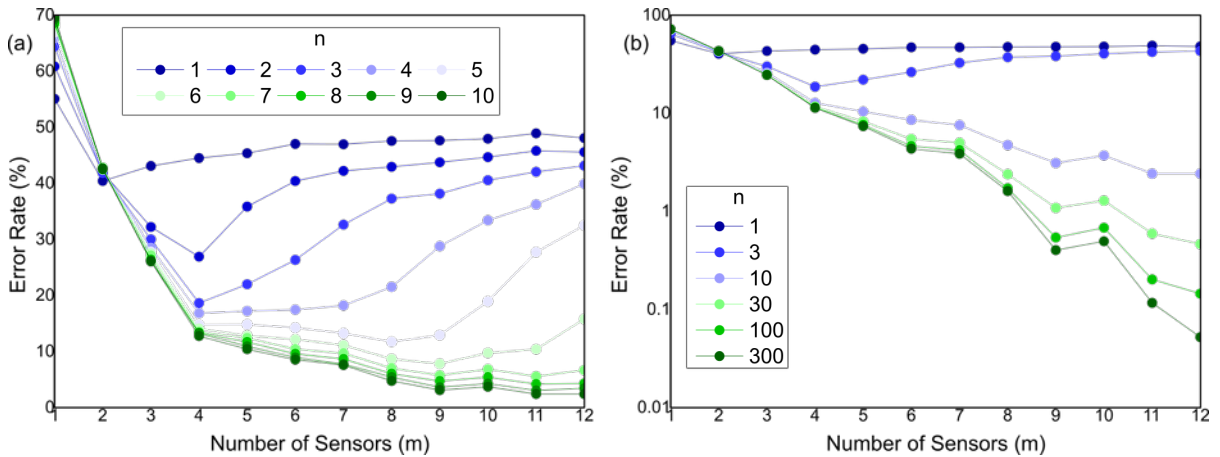 (a)
n
1 2 3 4 5
6 7 8 9 10
70
60
50
40
30
20
10
0
Error Rate (%)
1 2 3 4 5 6 7 8 9 10 11 12
Number of Sensors (m)
(b)
100
10
1
0.1
0.01
Error Rate (%)
n
1
3
10
30
100
300
1 2 3 4 5 6 7 8 9 10 11 12
Number of Sensors (m)